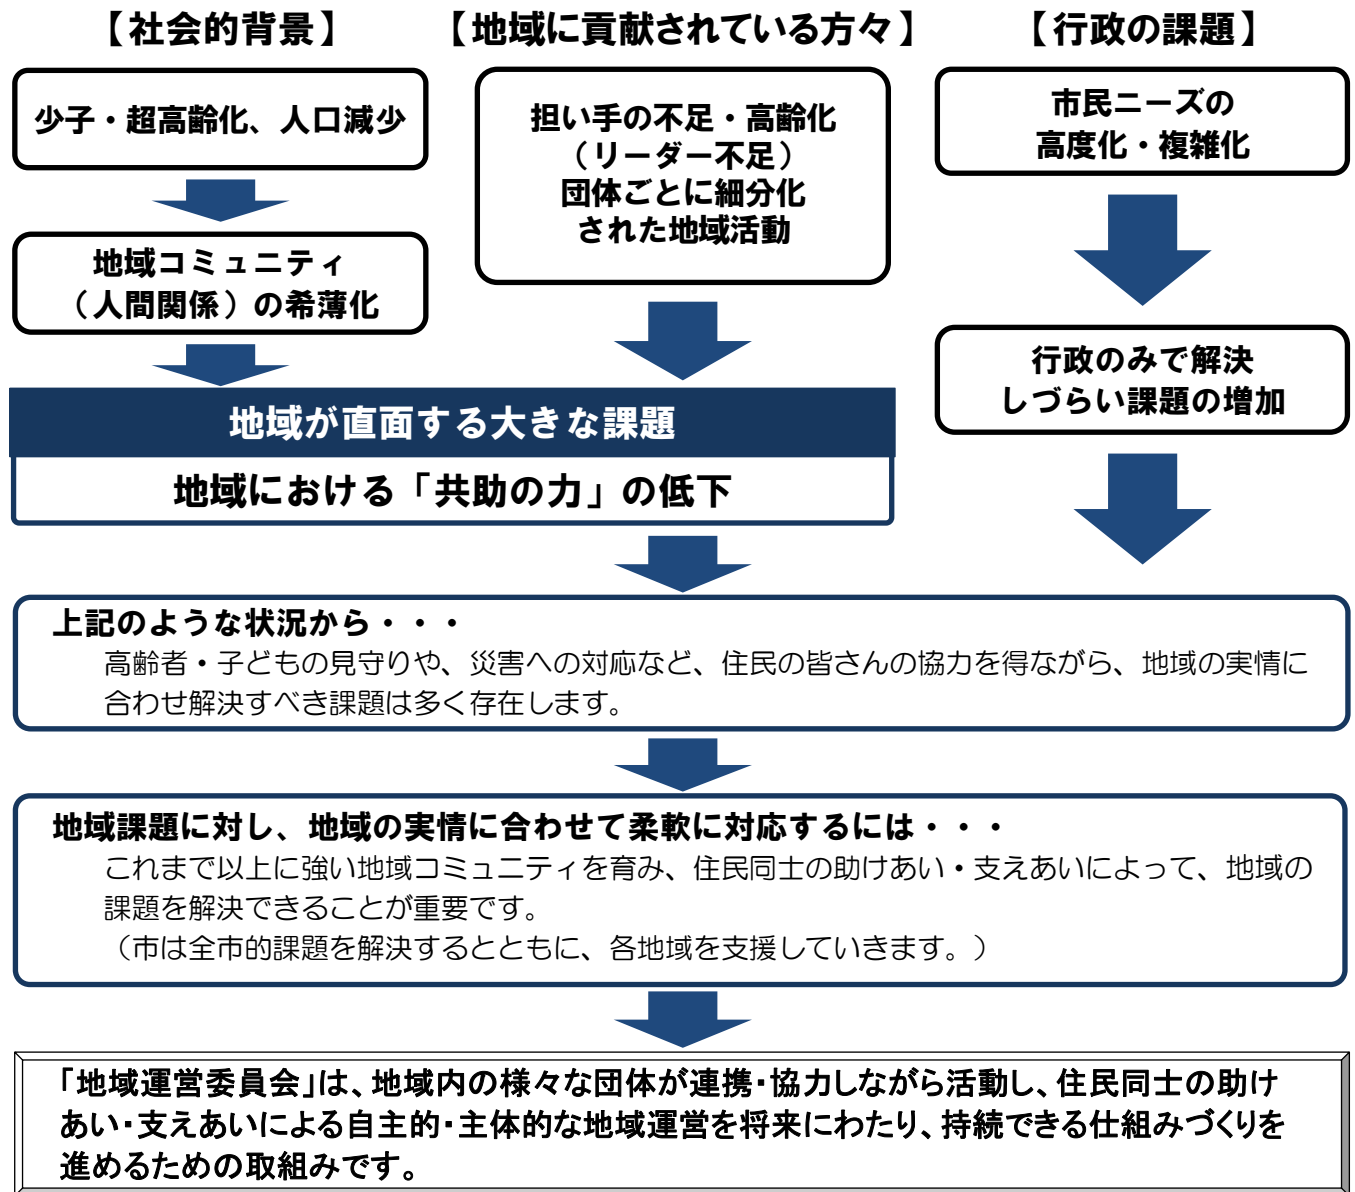 【社会的背景】
少子・超高齢化、人口減少
地域コミュニティ
（人間関係）の希薄化
【地域に貢献されている方々】
担い手の不足・高齢化
（リーダー不足）
団体ごとに細分化
された地域活動
【行政の課題】
市民ニーズの
高度化・複雑化
行政のみで解決
しづらい課題の増加
地域が直面する大きな課題
地域における「共助の力」の低下
上記のような状況から・・・
高齢者・子どもの見守りや、災害への対応など、住民の皆さんの協力を得ながら、地域の実情に
合わせ解決すべき課題は多く存在します。
地域課題に対し、地域の実情に合わせて柔軟に対応するには・・・
これまで以上に強い地域コミュニティを育み、住民同士の助けあい・支えあいによって、地域の
課題を解決できることが重要です。
（市は全市的課題を解決するとともに、各地域を支援していきます。）
「地域運営委員会」は、地域内の様々な団体が連携・協力しながら活動し、住民同士の助け
あい・支えあいによる自主的・主体的な地域運営を将来にわたり、持続できる仕組みづくりを
進めるための取組みです。